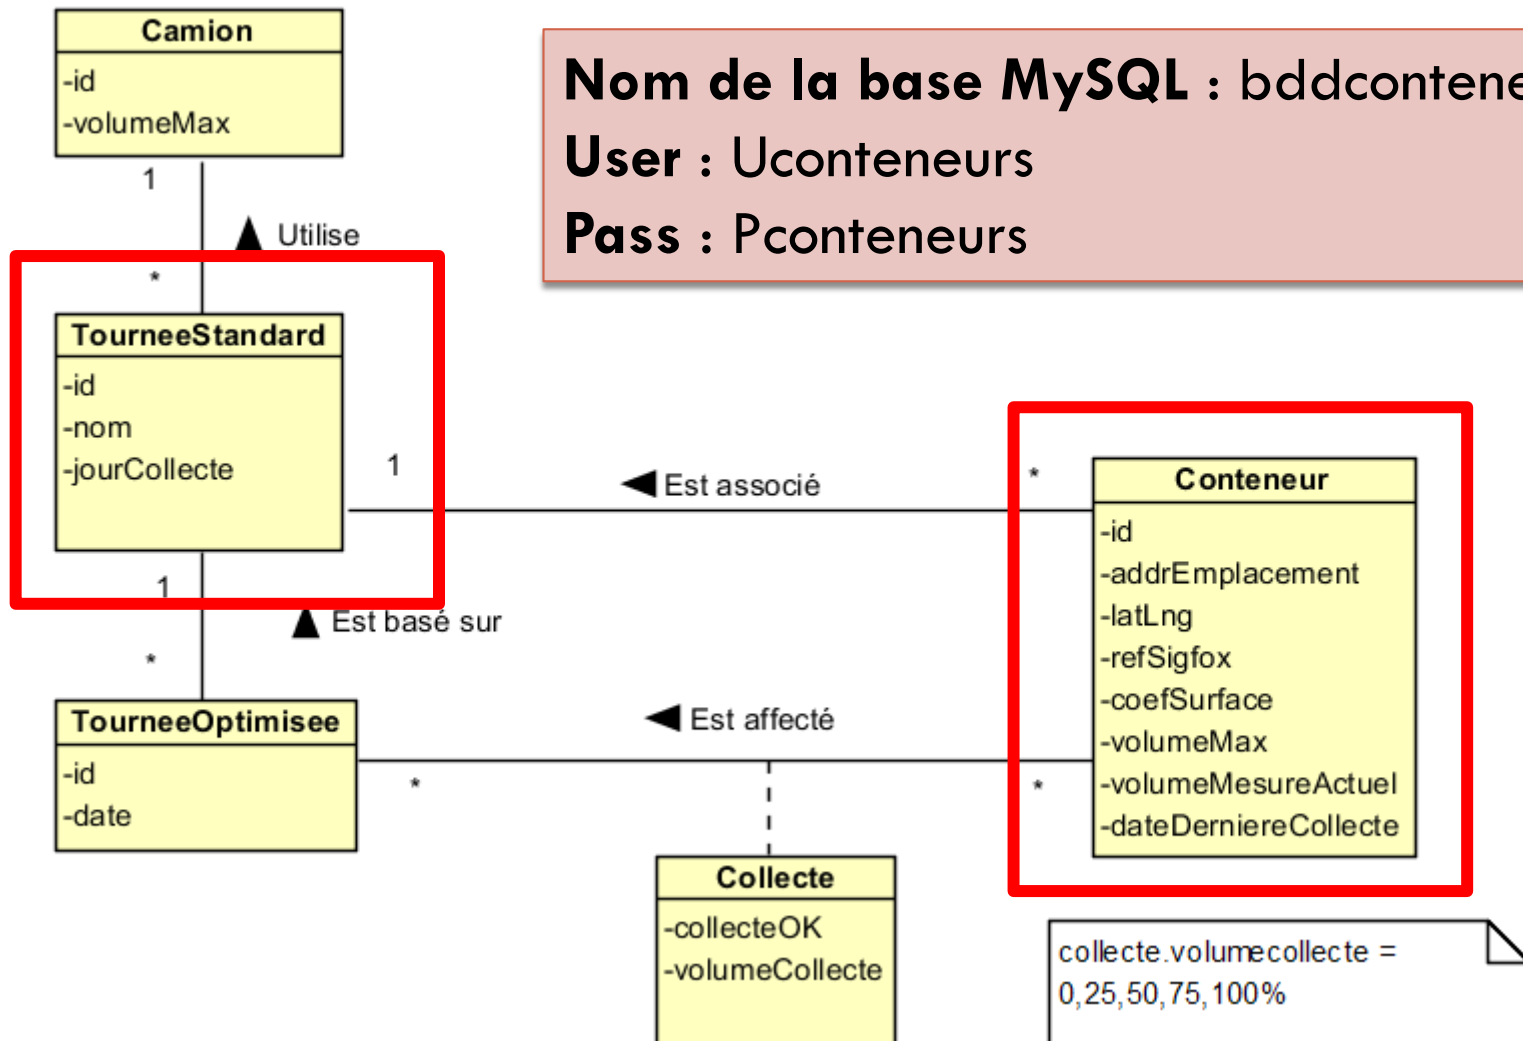 Camion
-id
-volumeMax
Nom de la base MySQL :
User : Uconteneurs
Pass : Pconteneurs
1
Utilise
*
TourneeStandard
-id
-nom
-jourCollecte
1
Est associé
*
Conteneur
-id
-addrEmplacement
-latLng
-refSigfox
-coefSurface
-volumeMax
-volumeMesureActuel
-dateDerniereCollecte
1
Est basé sur
*
TourneeOptimisee
-id
-date
Est affecté
*
*
Collecte
-collecteOK
-volumeCollecte
collecte.volumecollecte =
0,25,50,75,100%